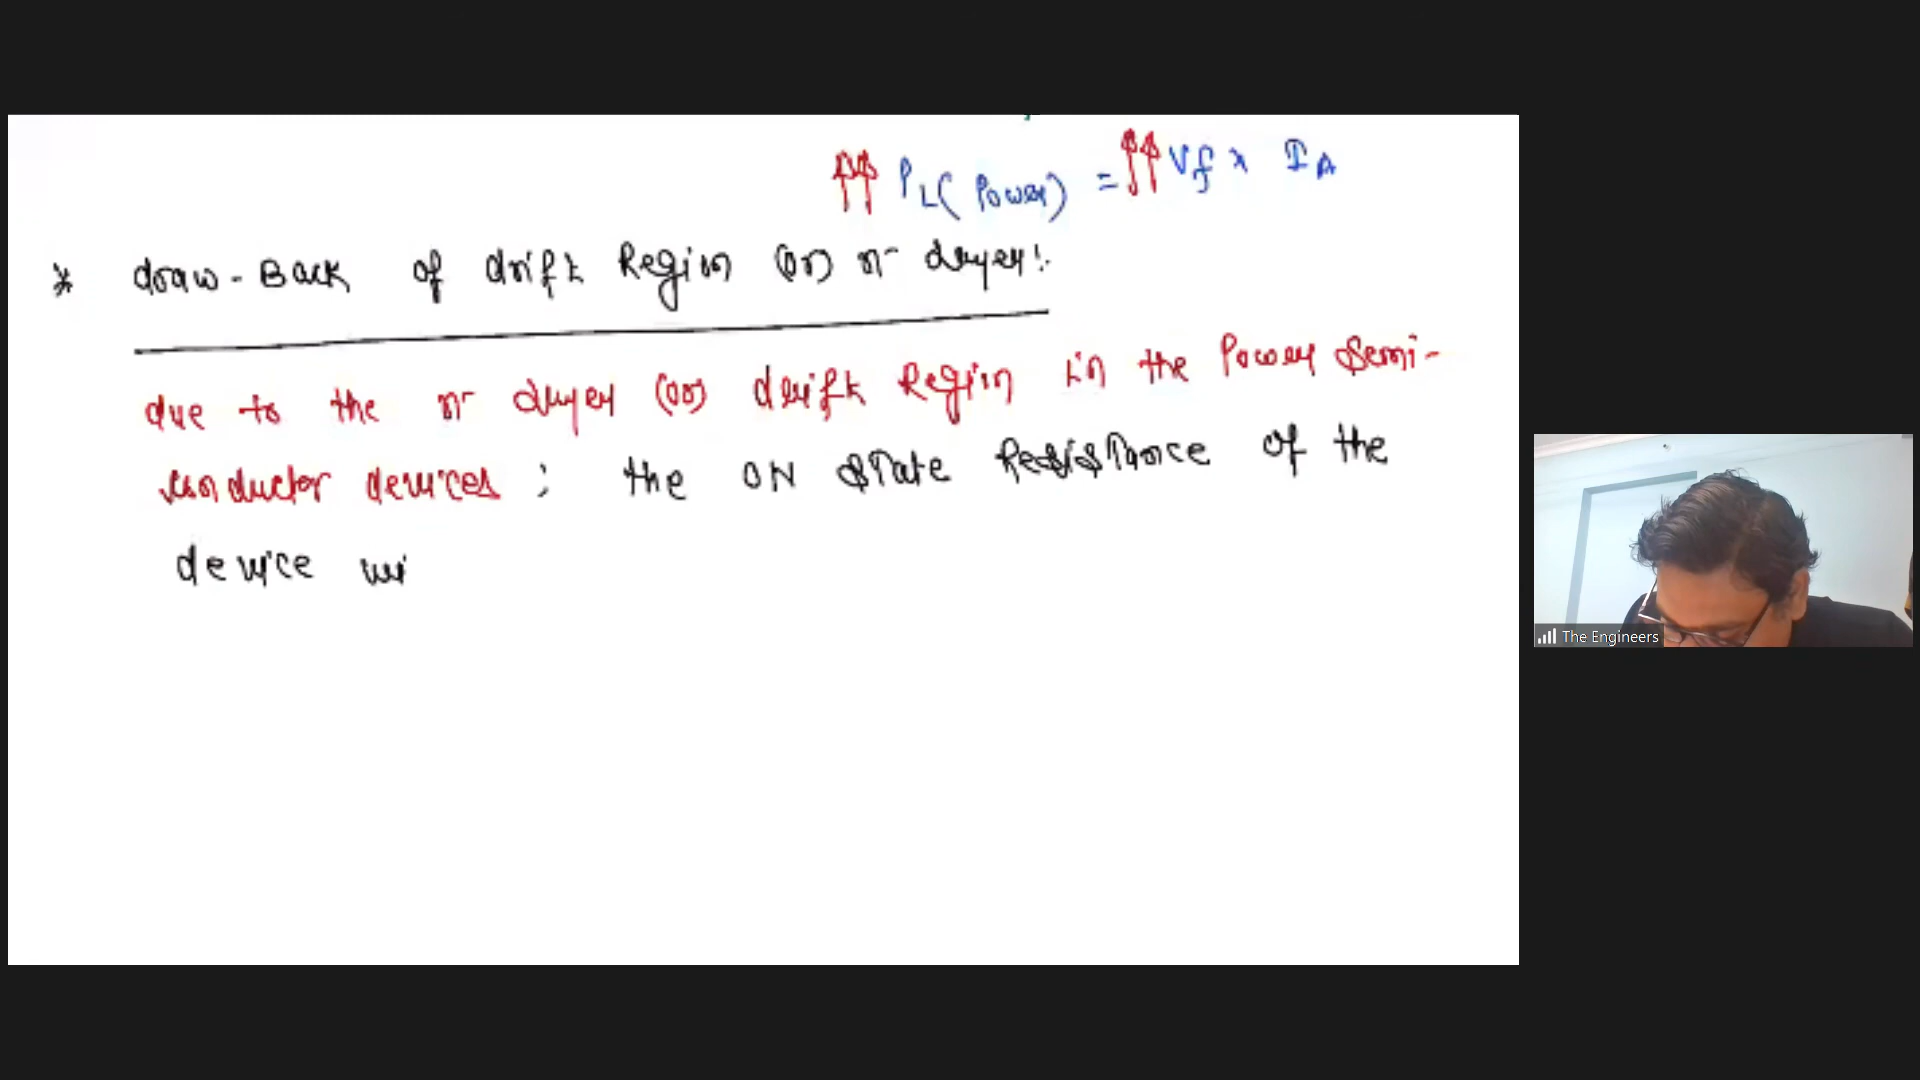 ↑↑ PL( Power) = ↑↑ Vf x IA
* draw-Back of drift Region (or) n⁻ layer:-
due to the n⁻ layer (or) drift Region in the Power Semi-
conductor devices ; the ON state Resistance of the
device wi
The Engineers